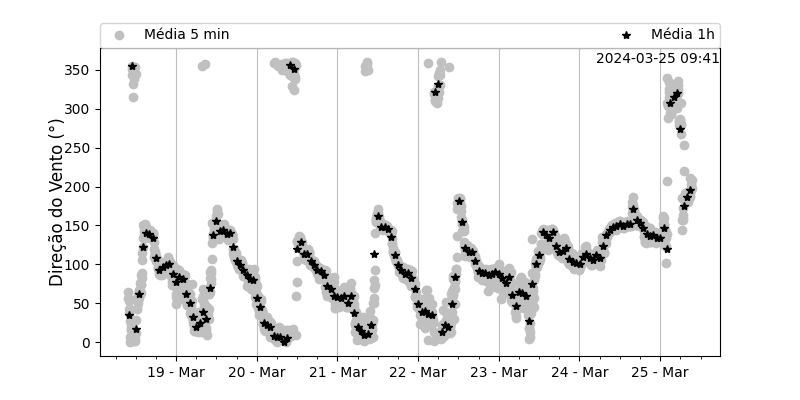 Média 5 min
Média 1h
2024-03-25 09:41
Direção do Vento (°)
350
300
250
200
150
100
50
0
19 - Mar
20 - Mar
21 - Mar
22 - Mar
23 - Mar
24 - Mar
25 - Mar